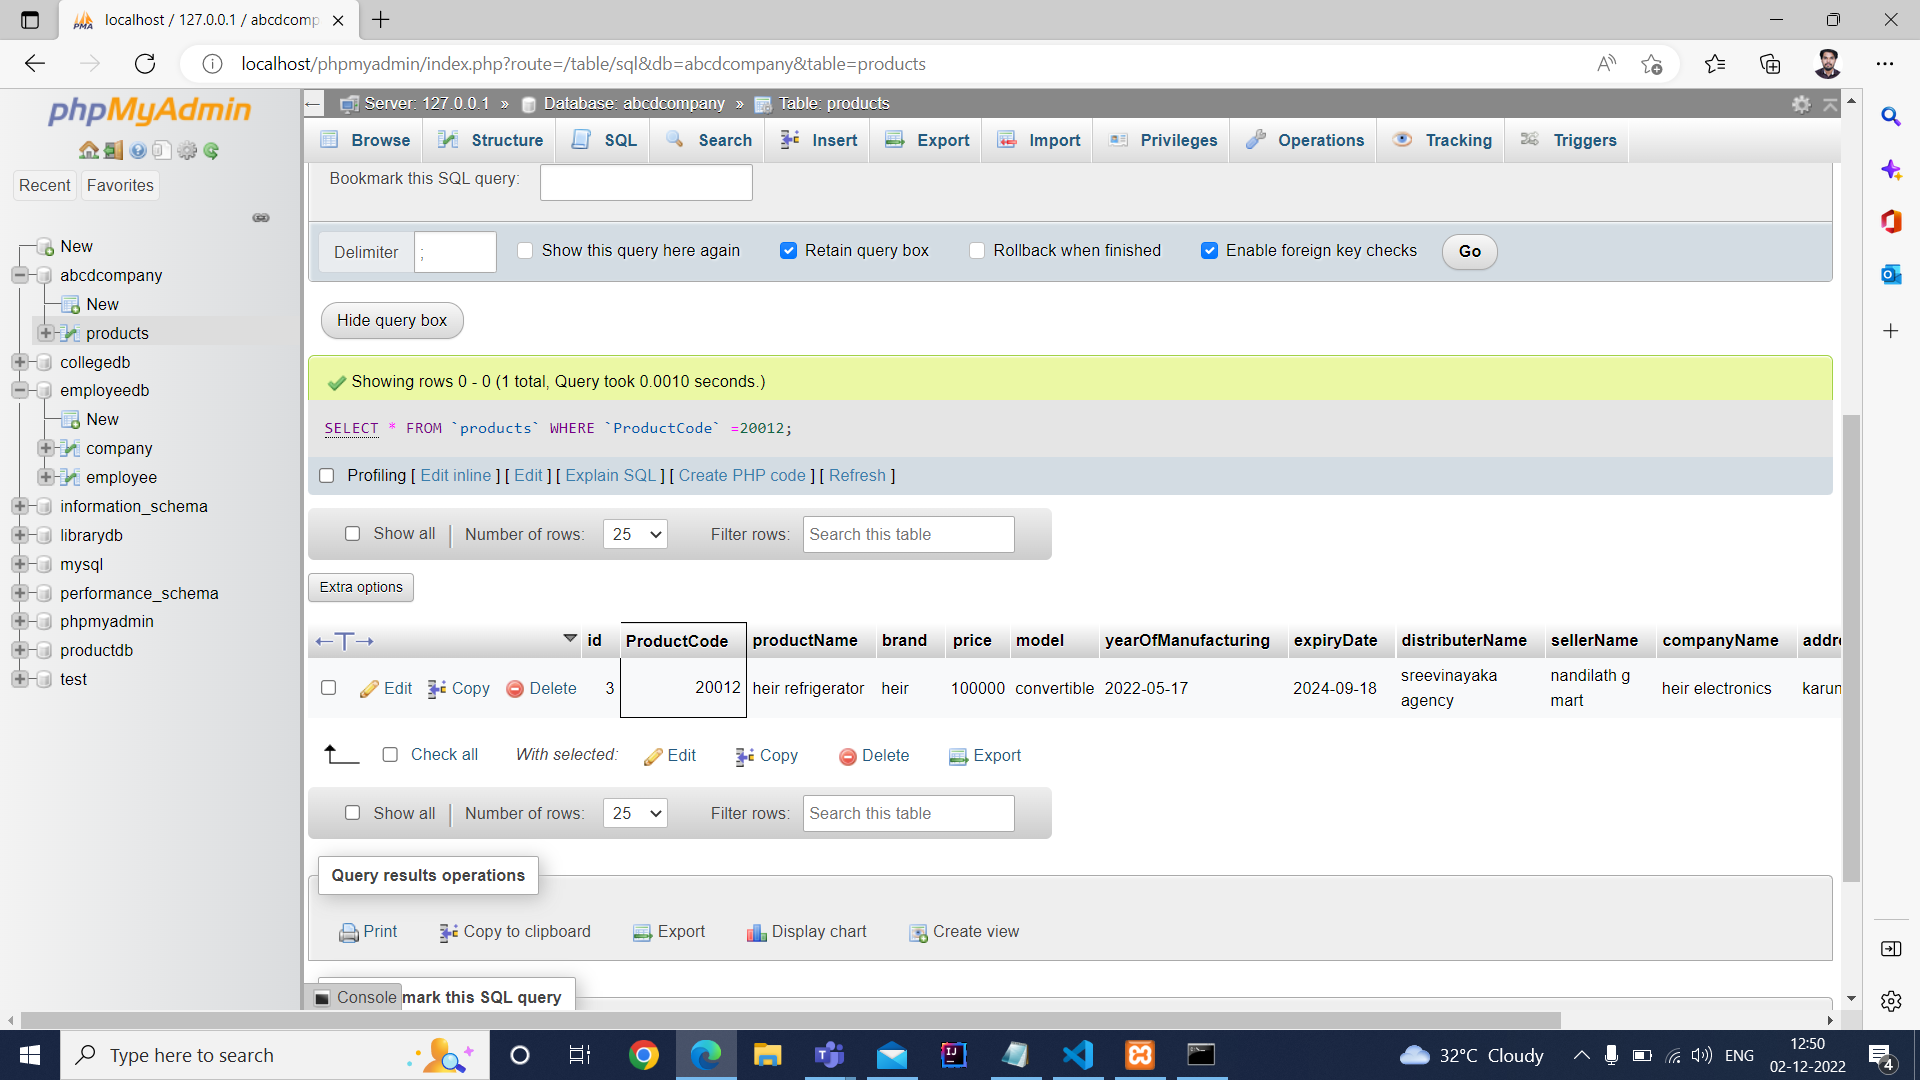 localhost / 127.0.0.1 / abcdcomp
localhost/phpmyadmin/index.php?route=/table/sql&db=abcdcompany&table=products
phpMyAdmin
Recent
Favorites
New
abcdcompany
New
products
collegedb
employeedb
New
company
employee
information_schema
librarydb
mysql
performance_schema
phpmyadmin
productdb
test
Server: 127.0.0.1 » Database: abcdcompany » Table: products
Browse Structure SQL Search Insert Export Import Privileges Operations Tracking Triggers
Bookmark this SQL query:
Delimiter ; Show this query here again Retain query box Rollback when finished Enable foreign key checks Go
Hide query box
Showing rows 0 - 0 (1 total, Query took 0.0010 seconds.)
SELECT * FROM `products` WHERE `ProductCode` =20012;
Profiling [ Edit inline ] [ Edit ] [ Explain SQL ] [ Create PHP code ] [ Refresh ]
Show all Number of rows: 25 Filter rows: Search this table
Extra options
←T→ id ProductCode productName brand price model yearOfManufacturing expiryDate distributerName sellerName companyName addre
Edit Copy Delete 3 20012 heir refrigerator heir 100000 convertible 2022-05-17 2024-09-18 sreevinayaka agency nandilath g mart heir electronics karun
Check all With selected: Edit Copy Delete Export
Show all Number of rows: 25 Filter rows: Search this table
Query results operations
Print Copy to clipboard Export Display chart Create view
Console mark this SQL query
Type here to search
32°C Cloudy
ENG
12:50
02-12-2022
4